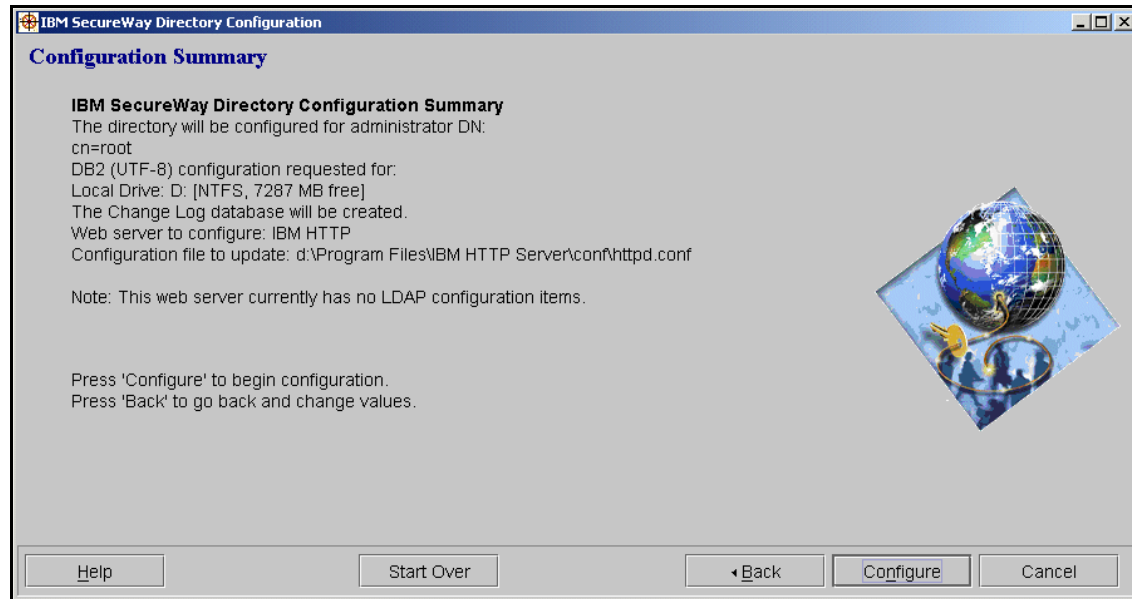 IBM SecureWay Directory Configuration
Configuration Summary
IBM SecureWay Directory Configuration Summary
The directory will be configured for administrator DN:
cn=root
DB2 (UTF-8) configuration requested for:
Local Drive: D: [NTFS, 7287 MB free]
The Change Log database will be created.
Web server to configure: IBM HTTP
Configuration file to update: d:\Program Files\IBM HTTP Server\conf\httpd.conf
Note: This web server currently has no LDAP configuration items.
Press 'Configure' to begin configuration.
Press 'Back' to go back and change values.
Help Start Over Back Configure Cancel